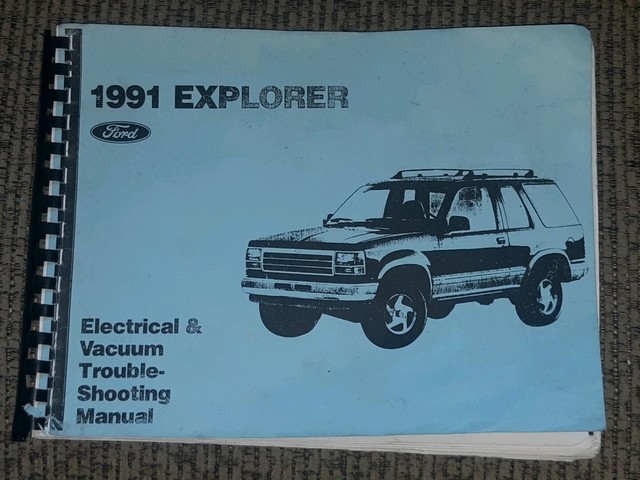 1991 EXPLORER
Ford
Electrical &
Vacuum
Trouble-
Shooting
Manual